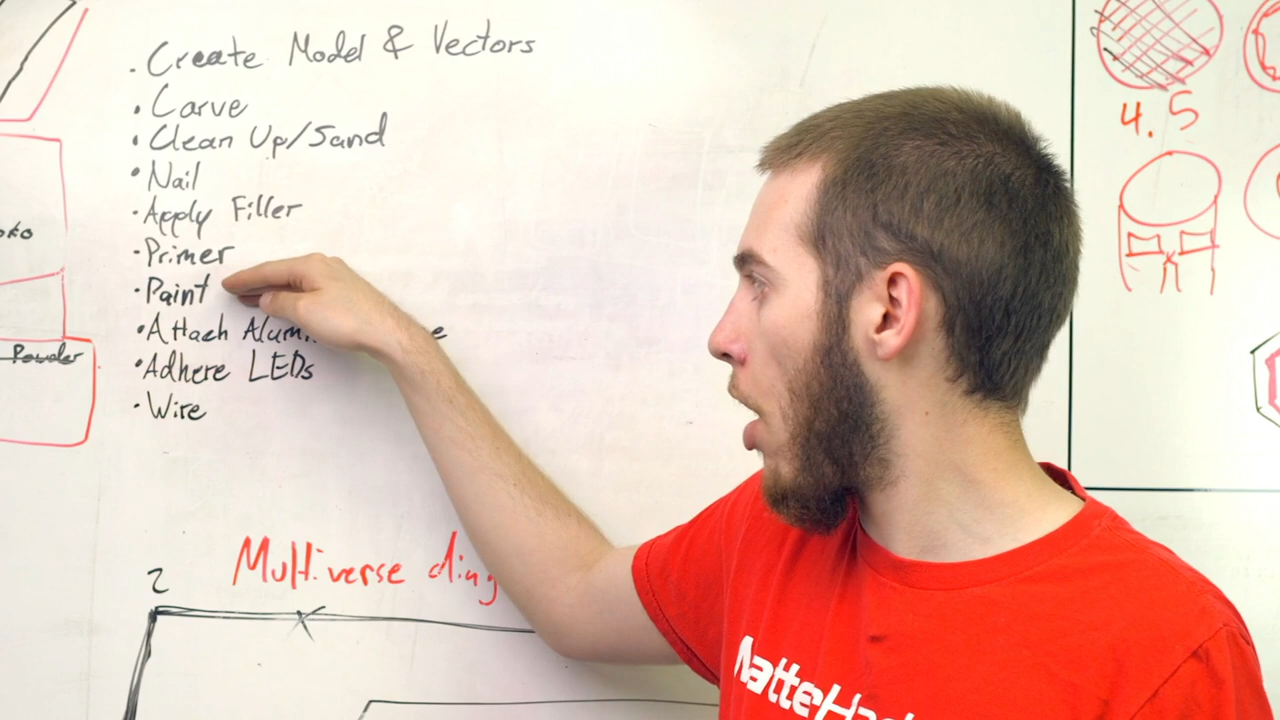 . Create Model & Vectors
• Carve
• Clean Up/Sand
• Nail
• Apply Filler
• Primer
• Paint
• Attach
• Adhere LEDs
• Wire
Powder
4.5
2
Multiverse